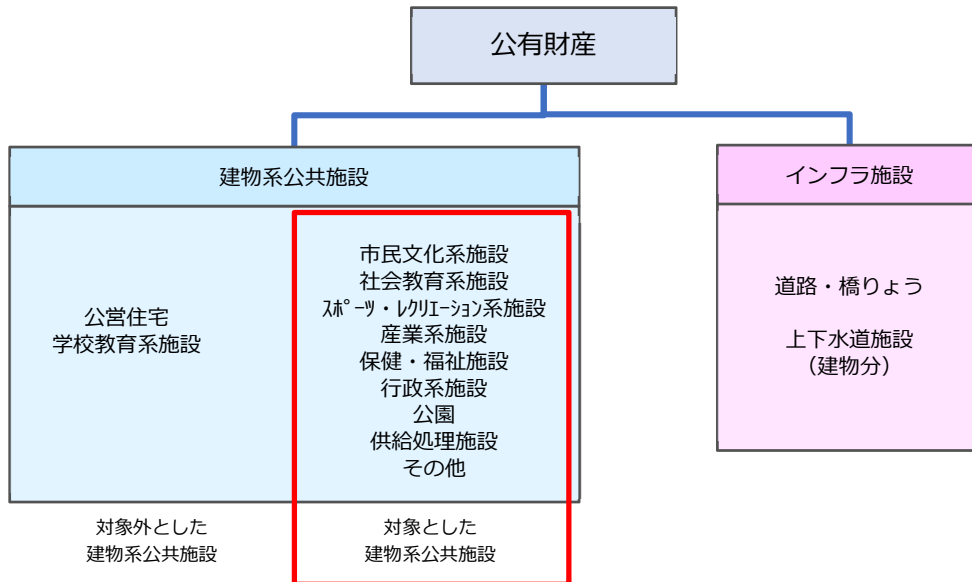 公有財産
建物系公共施設
公営住宅
学校教育系施設
市民文化系施設
社会教育系施設
ｽﾎﾟｰﾂ・ﾚｸﾘｴｰｼｮﾝ系施設
産業系施設
保健・福祉施設
行政系施設
公園
供給処理施設
その他
対象外とした
建物系公共施設
対象とした
建物系公共施設
インフラ施設
道路・橋りょう
上下水道施設
（建物分）